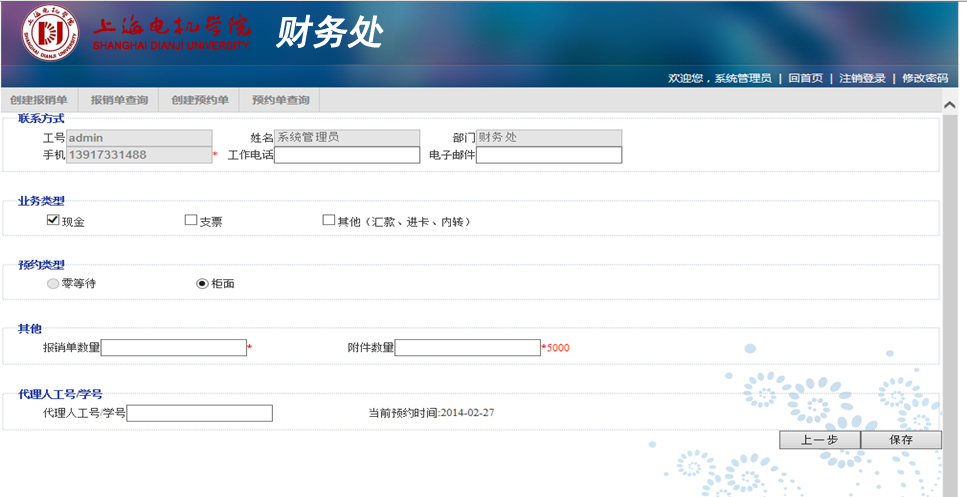 上海电机学院 财务处
SHANGHAI DIANJI UNIVERSITY
欢迎您，系统管理员 | 回首页 | 注销登录 | 修改密码
创建报销单 报销单查询 创建预约单 预约单查询
联系方式
工号 admin 姓名 系统管理员 部门 财务处
手机 13917331488 * 工作电话 电子邮件
业务类型
现金 支票 其他（汇款、进卡、内转）
预约类型
零等待 柜面
其他
报销单数量 * 附件数量 *5000
代理人工号/学号
代理人工号/学号 当前预约时间:2014-02-27
上一步 保存